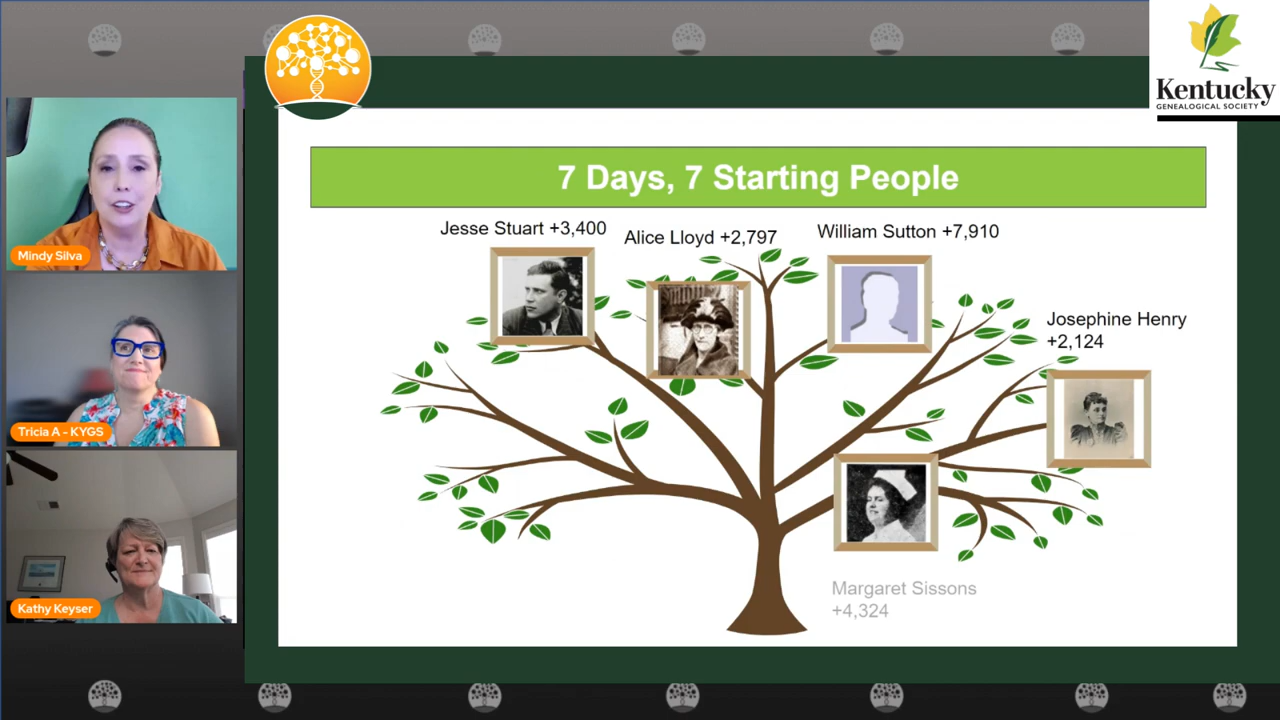 Kentucky
GENEALOGICAL SOCIETY
7 Days, 7 Starting People
Jesse Stuart +3,400
Alice Lloyd +2,797
William Sutton +7,910
Josephine Henry
+2,124
Margaret Sissons
+4,324
Mindy Silva
Tricia A - KYGS
Kathy Keyser